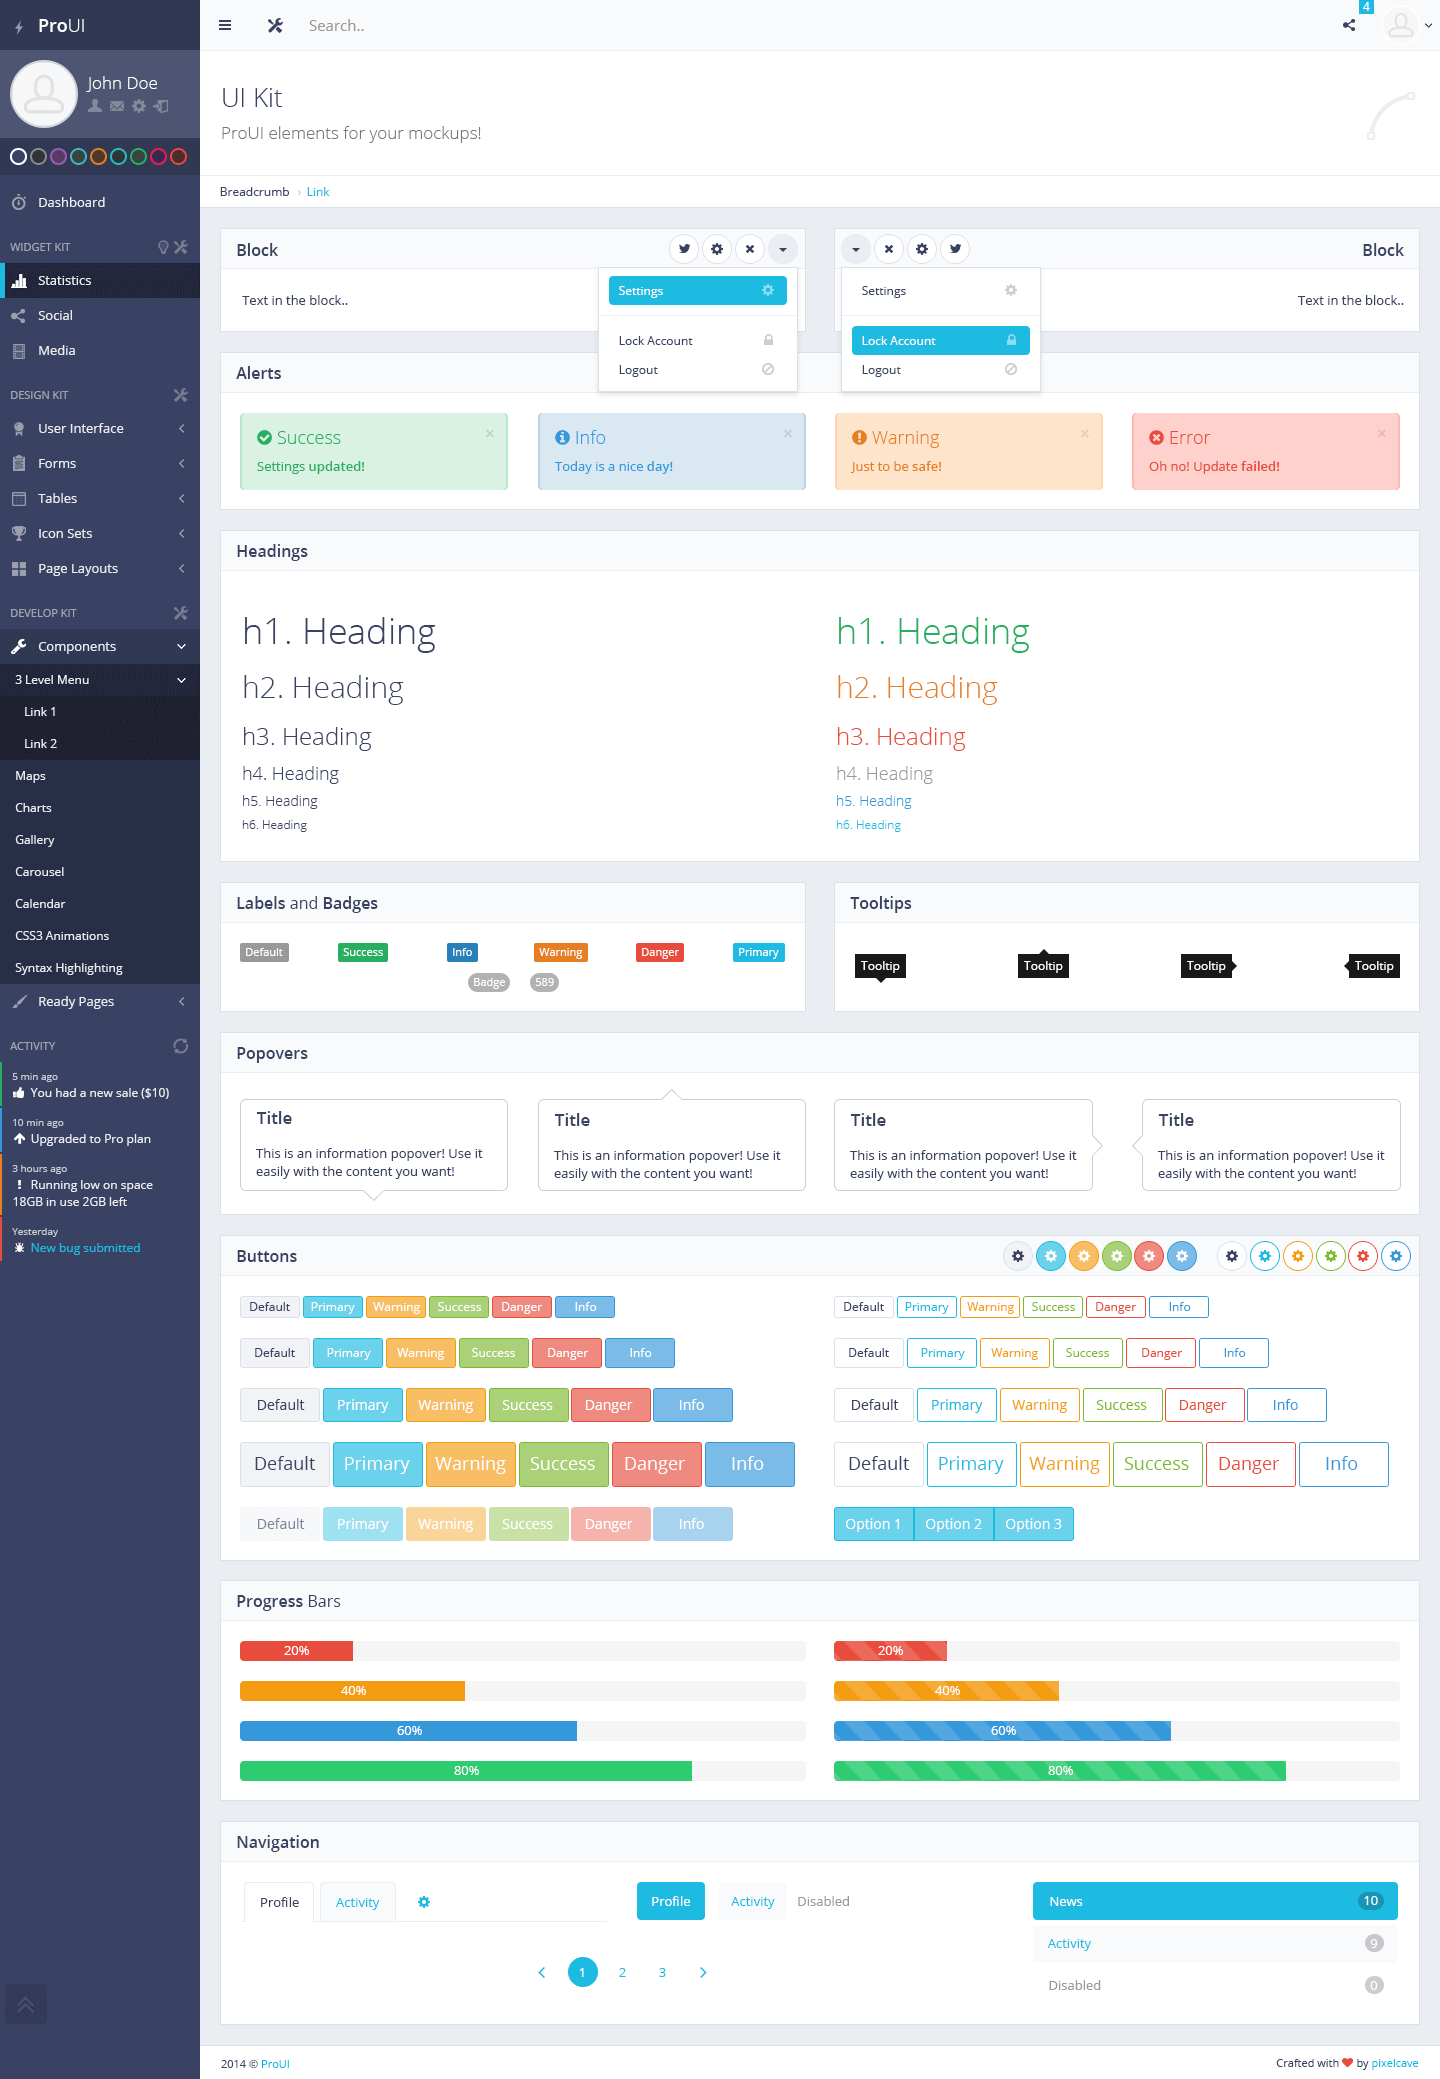 ProUI
Search..
4
John Doe
Dashboard
WIDGET KIT
Statistics
Social
Media
DESIGN KIT
User Interface
Forms
Tables
Icon Sets
Page Layouts
DEVELOP KIT
Components
3 Level Menu
Link 1
Link 2
Maps
Charts
Gallery
Carousel
Calendar
CSS3 Animations
Syntax Highlighting
Ready Pages
ACTIVITY
5 min ago
You had a new sale ($10)
10 min ago
Upgraded to Pro plan
3 hours ago
Running low on space
18GB in use 2GB left
Yesterday
New bug submitted
UI Kit
ProUI elements for your mockups!
Breadcrumb › Link
Block
Text in the block..
Settings
Lock Account
Logout
Block
Text in the block..
Settings
Lock Account
Logout
Alerts
Success
Settings updated!
Info
Today is a nice day!
Warning
Just to be safe!
Error
Oh no! Update failed!
Headings
h1. Heading
h2. Heading
h3. Heading
h4. Heading
h5. Heading
h6. Heading
h1. Heading
h2. Heading
h3. Heading
h4. Heading
h5. Heading
h6. Heading
Labels and Badges
Default Success Info Warning Danger Primary
Badge 589
Tooltips
Tooltip Tooltip Tooltip Tooltip
Popovers
Title
This is an information popover! Use it
easily with the content you want!
Title
This is an information popover! Use it
easily with the content you want!
Title
This is an information popover! Use it
easily with the content you want!
Title
This is an information popover! Use it
easily with the content you want!
Buttons
Default Primary Warning Success Danger Info
Default Primary Warning Success Danger Info
Default Primary Warning Success Danger Info
Default Primary Warning Success Danger Info
Default Primary Warning Success Danger Info
Default Primary Warning Success Danger Info
Default Primary Warning Success Danger Info
Default Primary Warning Success Danger Info
Default Primary Warning Success Danger Info
Option 1 Option 2 Option 3
Progress Bars
20%
40%
60%
80%
20%
40%
60%
80%
Navigation
Profile Activity
Profile Activity Disabled
1 2 3
News 10
Activity 9
Disabled 0
2014 © ProUI
Crafted with ❤ by pixelcave